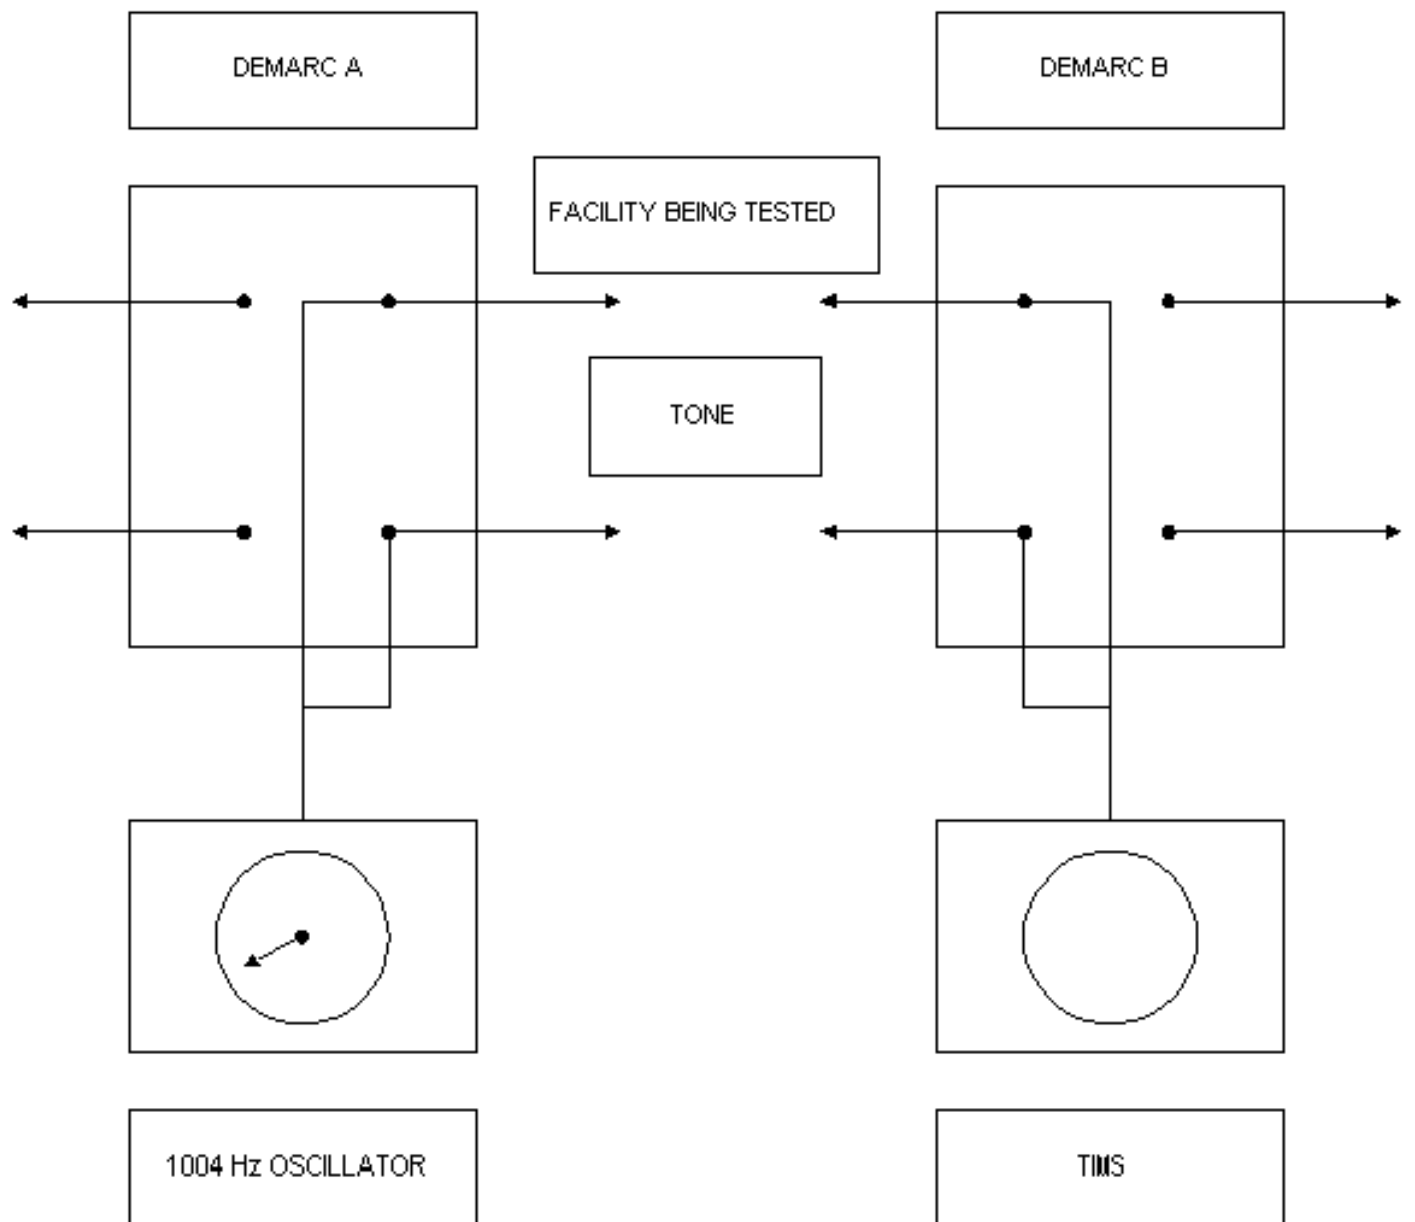 DEMARC A
DEMARC B
FACILITY BEING TESTED
TONE
1004 Hz OSCILLATOR
TIMS